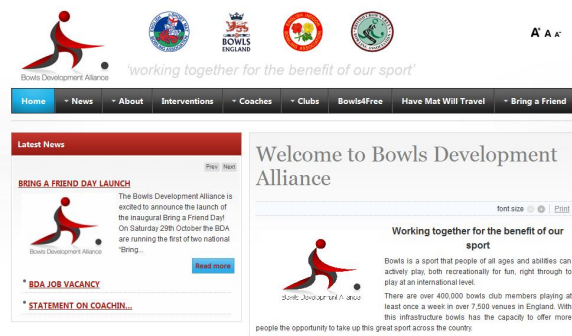 BOWLS
ENGLAND
A+ A A-
Bowls Development Alliance
'working together for the benefit of our sport'
Home News About Interventions Coaches Clubs Bowls4Free Have Mat Will Travel Bring a Friend
Latest News
Prev Next
BRING A FRIEND DAY LAUNCH
The Bowls Development Alliance is
excited to announce the launch of
the inaugural Bring a Friend Day!
On Saturday 29th October the BDA
are running the first of two national
"Bring...
Bowls Development Alliance
Read more
BDA JOB VACANCY
STATEMENT ON COACHIN...
Welcome to Bowls Development
Alliance
font size Print
Working together for the benefit of our
sport
Bowls Development Alliance
Bowls is a sport that people of all ages and abilities can
actively play, both recreationally for fun, right through to
play at an international level.
There are over 400,000 bowls club members playing at
least once a week in over 7,500 venues in England. With
this infrastructure bowls has the capacity to offer more
people the opportunity to take up this great sport across the country.